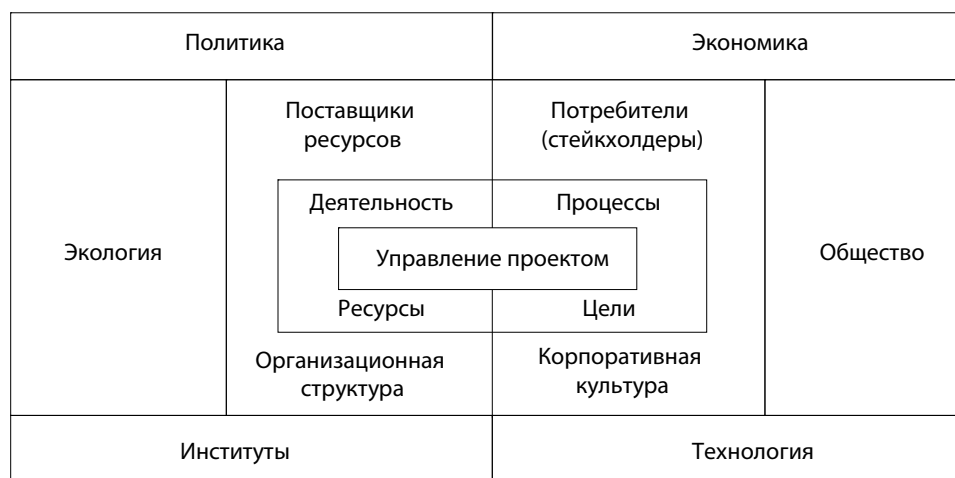 Политика
Экономика
Поставщики
ресурсов
Потребители
(стейкхолдеры)
Деятельность
Процессы
Экология
Управление проектом
Общество
Ресурсы
Цели
Организационная
структура
Корпоративная
культура
Институты
Технология